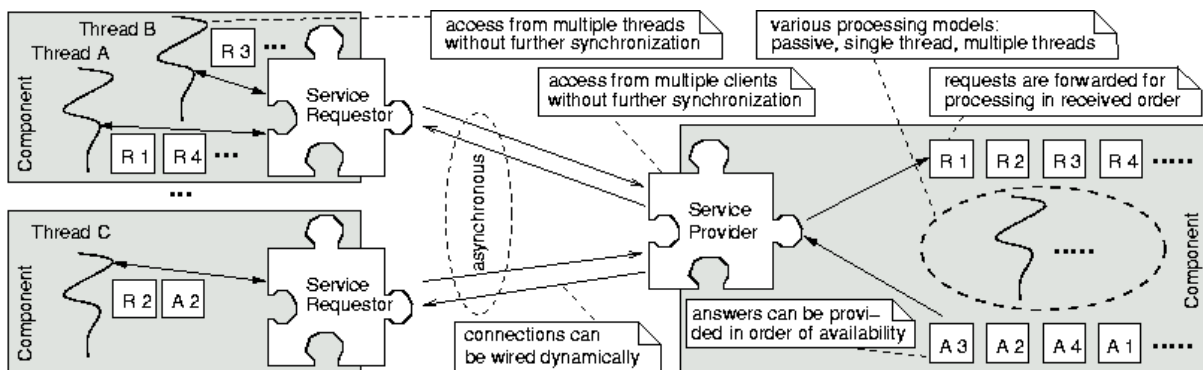 Thread B
Thread A
R 3 ...
Component
Service
Requestor
R 1 R 4 ...
...
Thread C
Component
R 2 A 2
Service
Requestor
access from multiple threads
without further synchronization
access from multiple clients
without further synchronization
asynchronous
connections can
be wired dynamically
various processing models:
passive, single thread, multiple threads
requests are forwarded for
processing in received order
Service
Provider
R 1 R 2 R 3 R 4 .....
.....
Component
answers can be provi–
ded in order of availability
A 3 A 2 A 4 A 1 .....